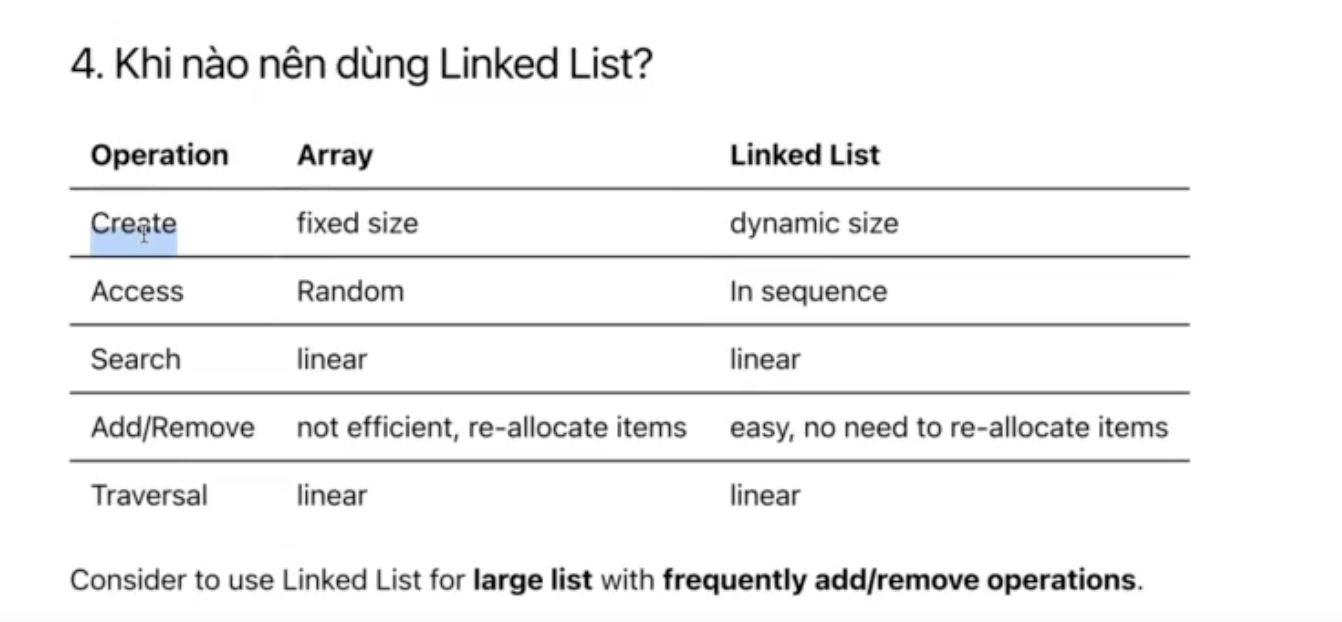 4. Khi nào nên dùng Linked List?
Operation Array Linked List
Create fixed size dynamic size
Access Random In sequence
Search linear linear
Add/Remove not efficient, re-allocate items easy, no need to re-allocate items
Traversal linear linear
Consider to use Linked List for large list with frequently add/remove operations.